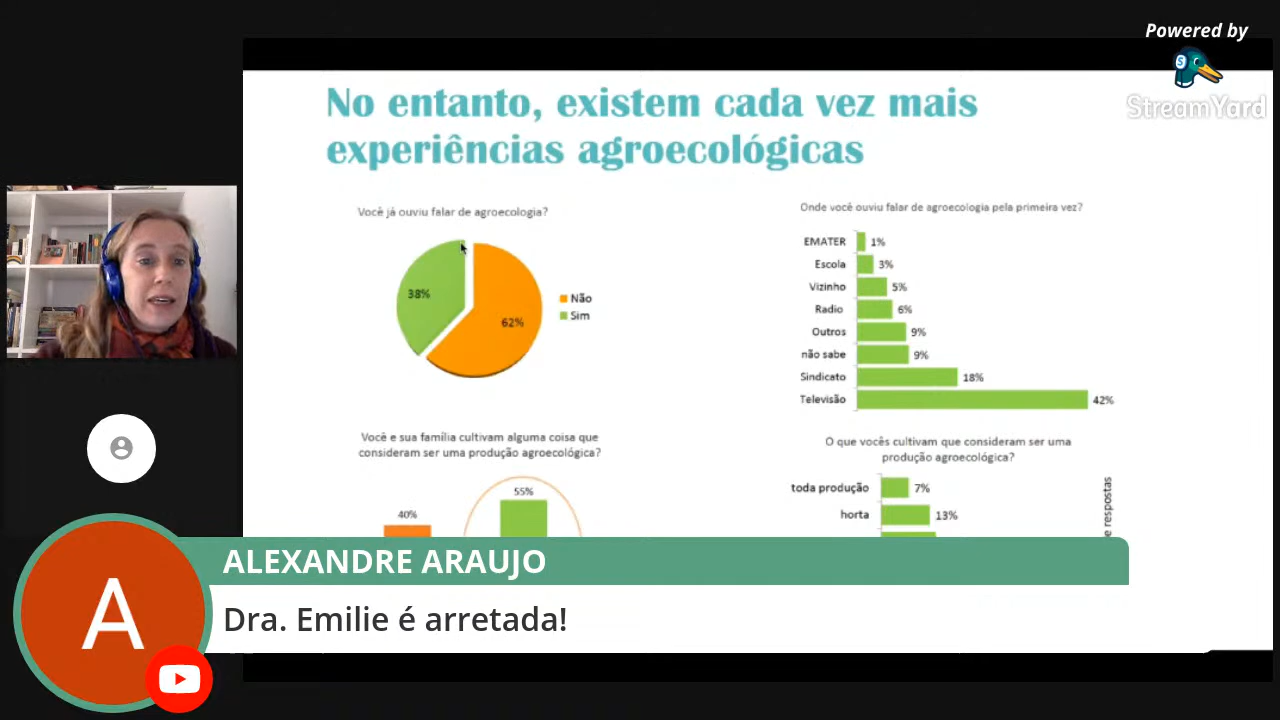 Powered by
StreamYard
No entanto, existem cada vez mais
experiências agroecológicas
Você já ouviu falar de agroecologia?
38%
62%
Não
Sim
Onde você ouviu falar de agroecologia pela primeira vez?
EMATER 1%
Escola 3%
Vizinho 5%
Radio 6%
Outros 9%
não sabe 9%
Sindicato 18%
Televisão 42%
Você e sua família cultivam alguma coisa que
consideram ser uma produção agroecológica?
40%
55%
O que vocês cultivam que consideram ser uma
produção agroecológica?
toda produção 7%
horta 13%
e respostas
ALEXANDRE ARAUJO
Dra. Emilie é arretada!
A